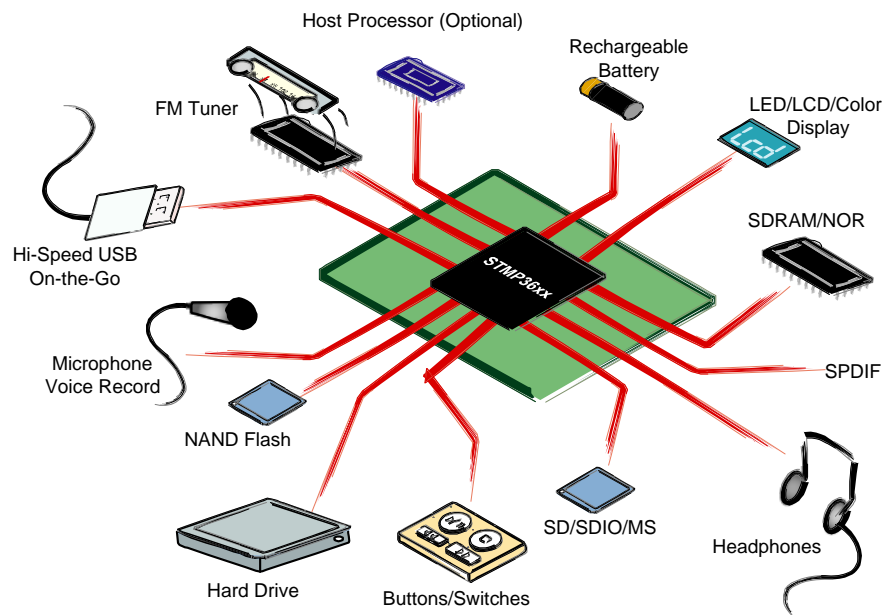 Host Processor (Optional)
Rechargeable
Battery
FM Tuner
LED/LCD/Color
Display
Lcd
SDRAM/NOR
Hi-Speed USB
On-the-Go
STMP36xx
Microphone
Voice Record
SPDIF
NAND Flash
SD/SDIO/MS
Headphones
Hard Drive
Buttons/Switches